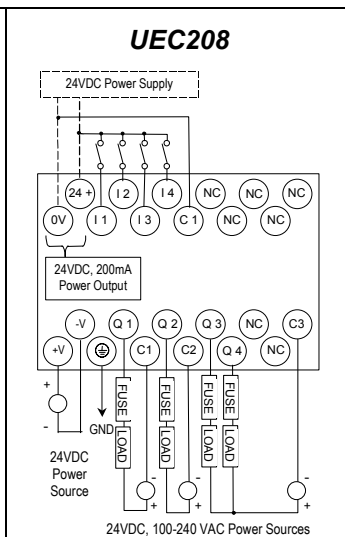 UEC208
24VDC Power Supply
24 + I 2 I 4 NC NC NC
0V I 1 I 3 C 1 NC NC NC
24VDC, 200mA
Power Output
-V Q 1 Q 2 Q 3 NC C3
+V C1 C2 Q 4 NC
+
-
GND
FUSE FUSE FUSE FUSE
LOAD LOAD LOAD LOAD
- - -
+ + +
24VDC
Power
Source
24VDC, 100-240 VAC Power Sources